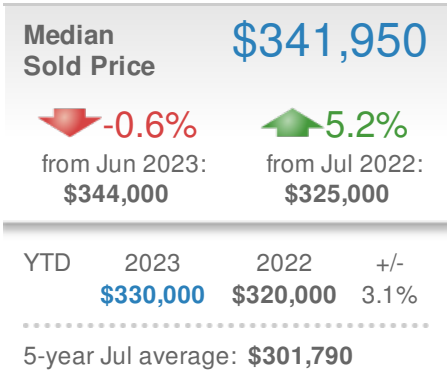 Median
Sold Price
$341,950
-0.6%
5.2%
from Jun 2023:
from Jul 2022:
$344,000
$325,000
YTD 2023 2022 +/-
$330,000 $320,000 3.1%
5-year Jul average: $301,790